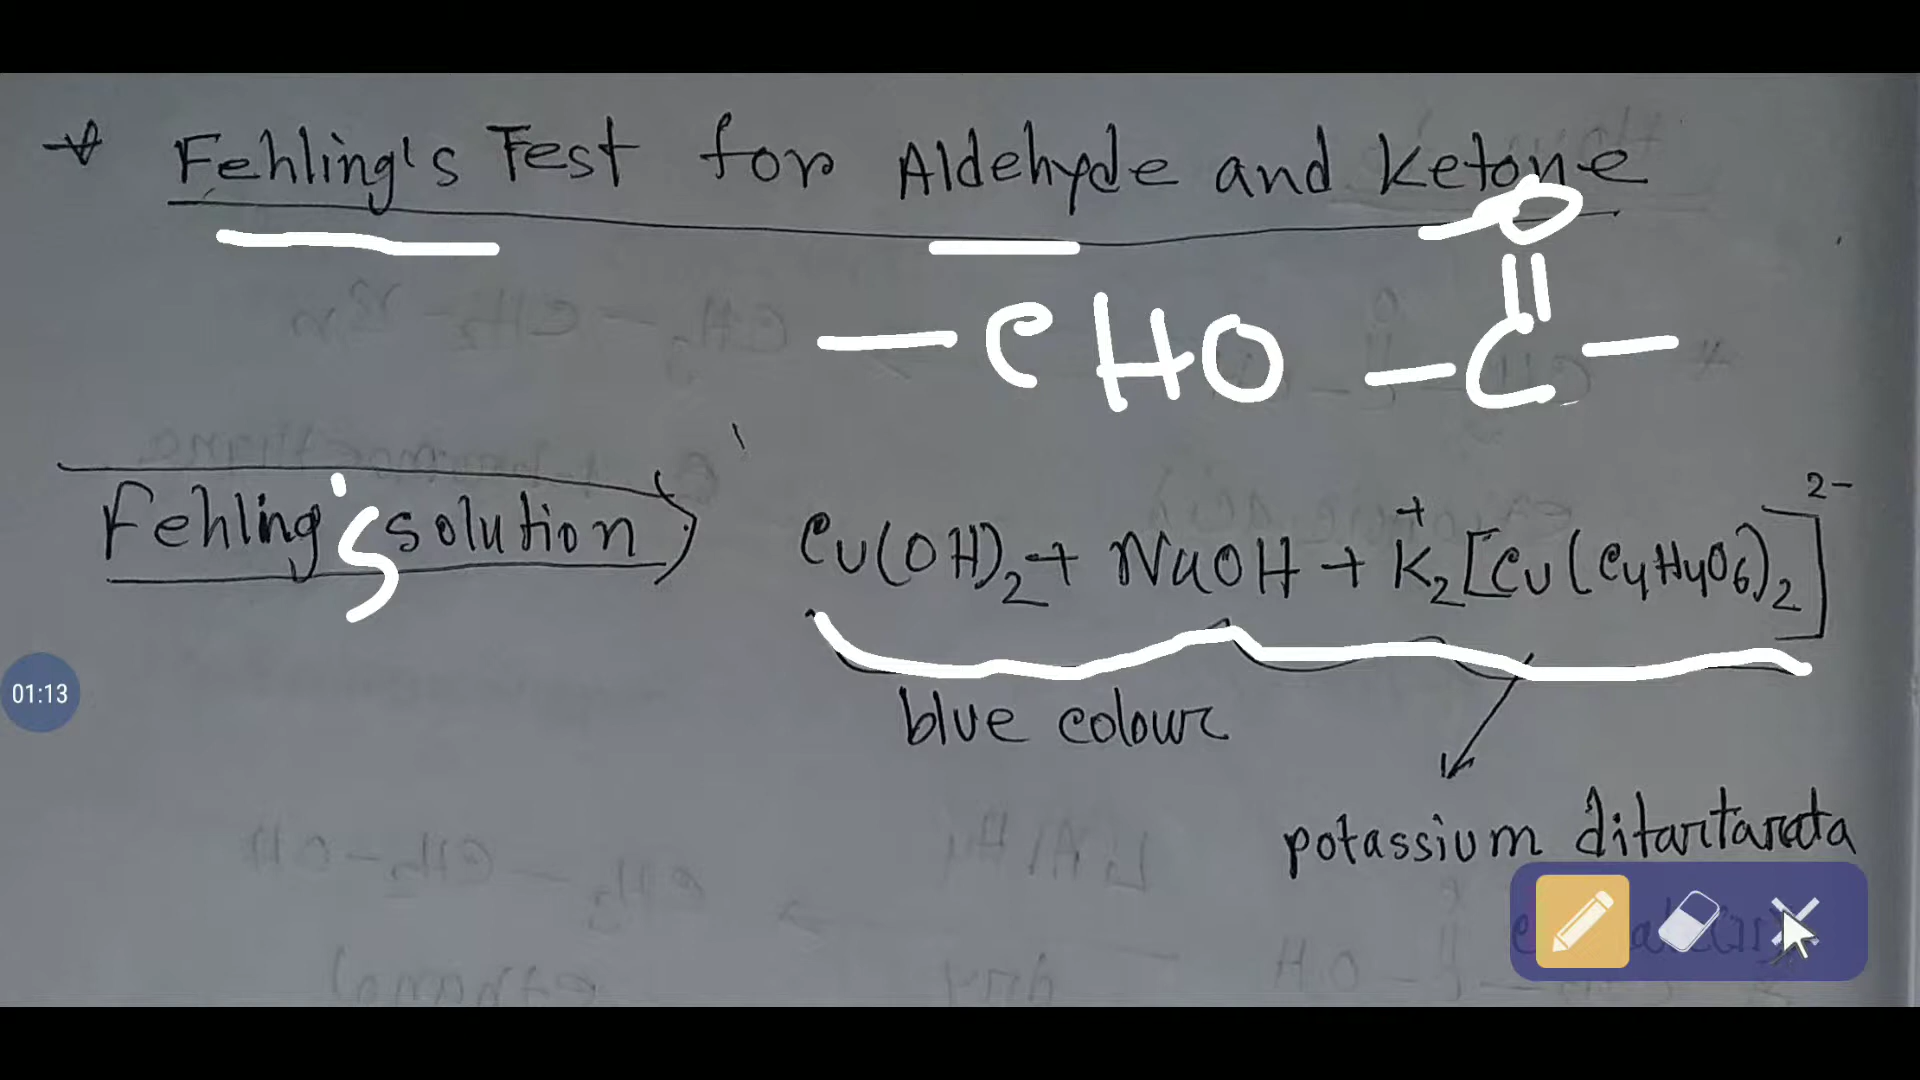 * Fehling's Test for Aldehyde and Ketone
O
||
- CHO - C -
Fehling's solution
Cu(OH)2 + NaOH + K2+[Cu(C4H4O6)2]2-
01:13
blue colour
potassium ditartarata